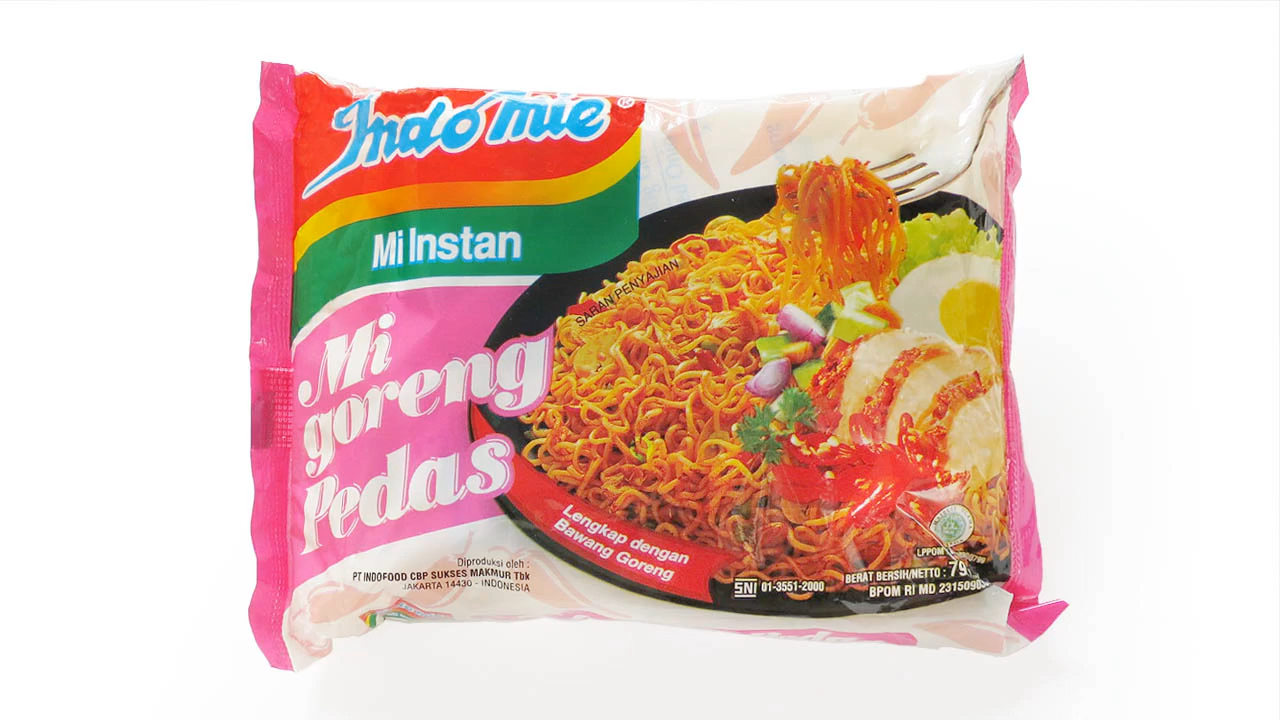 Indomie®
Mi Instan
Mi
goreng
Pedas
SARAN PENYAJIAN
Lengkap dengan
Bawang Goreng
Diproduksi oleh :
PT INDOFOOD CBP SUKSES MAKMUR Tbk
JAKARTA 14430 - INDONESIA
SNI 01-3551-2000
LPPOM
BERAT BERSIH/NETTO :
BPOM RI MD